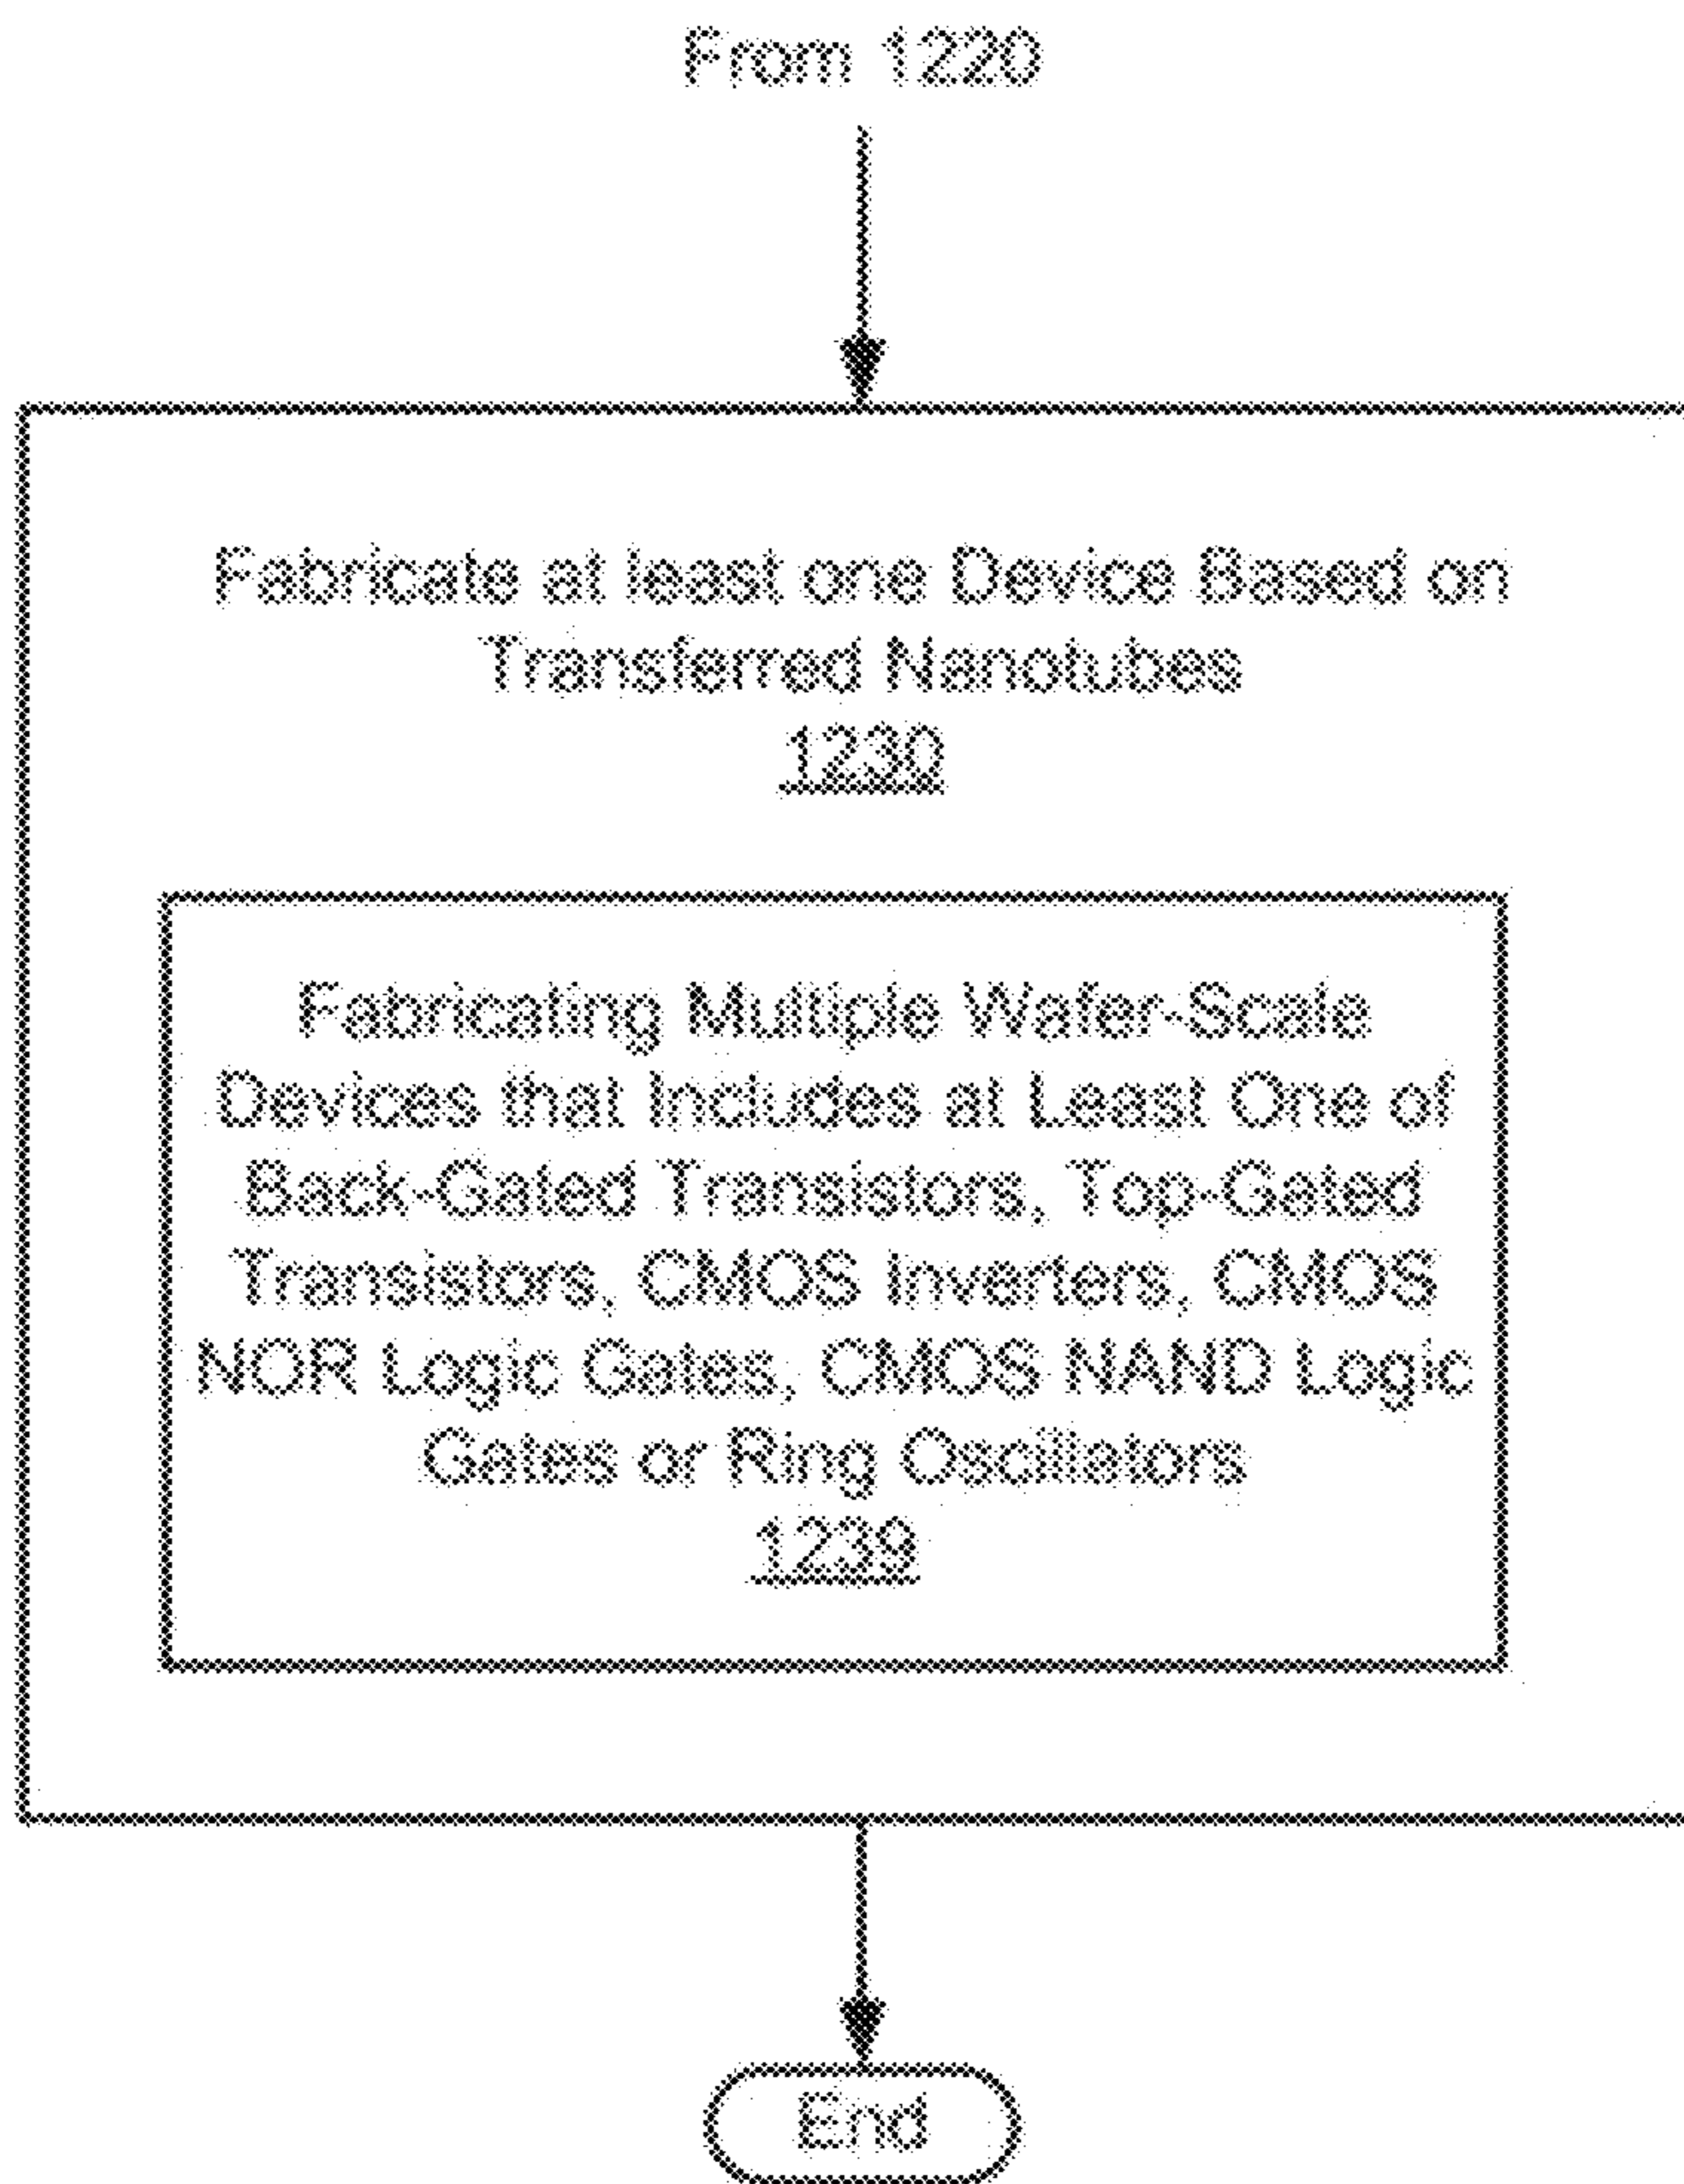 From 1220
Fabricate at least one Device Based on
Transferred Nanotubes
1230
Fabricating Multiple Wafer-Scale
Devices that Includes at Least One of
Back-Gated Transistors, Top-Gated
Transistors, CMOS Inverters, CMOS
NOR Logic Gates, CMOS NAND Logic
Gates or Ring Oscillators
1239
End